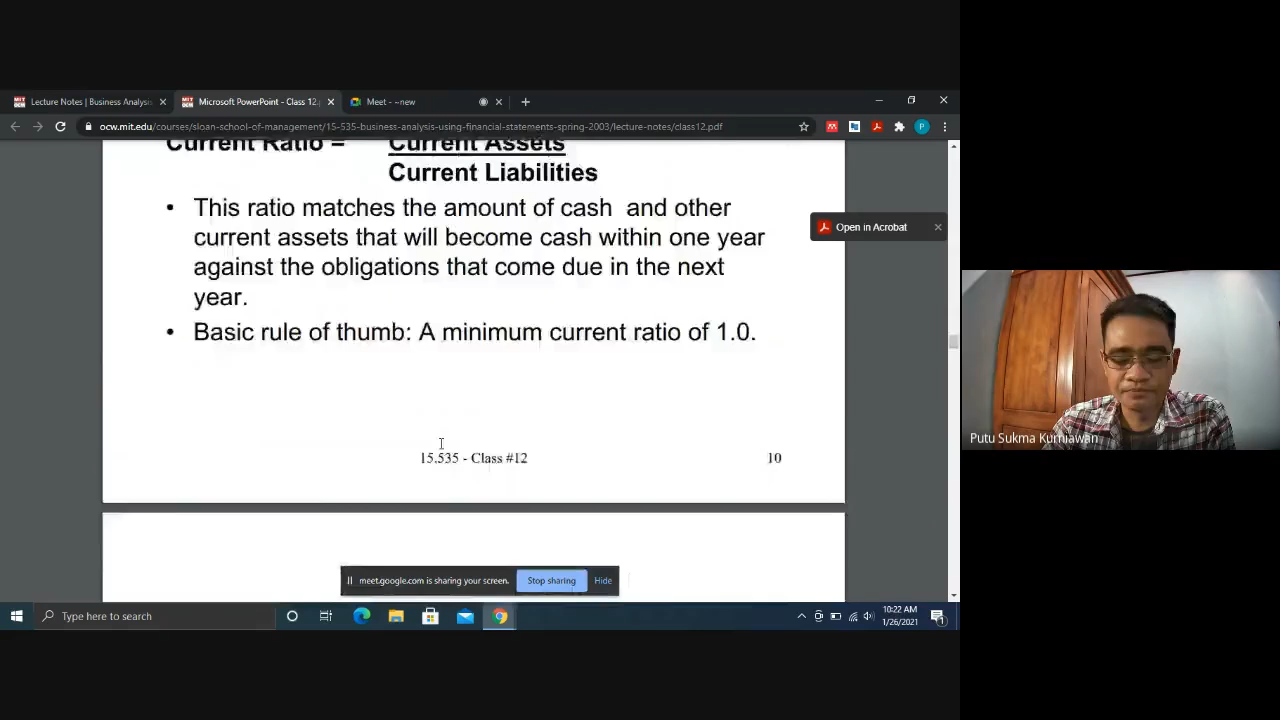 Lecture Notes | Business Analysis
Microsoft PowerPoint - Class 12.
Meet - ~new
ocw.mit.edu/courses/sloan-school-of-management/15-535-business-analysis-using-financial-statements-spring-2003/lecture-notes/class12.pdf
P
Current Ratio = Current Assets
Current Liabilities
• This ratio matches the amount of cash and other
current assets that will become cash within one year
against the obligations that come due in the next
year.
• Basic rule of thumb: A minimum current ratio of 1.0.
15.535 - Class #12
10
Open in Acrobat
Putu Sukma Kurniawan
meet.google.com is sharing your screen.
Stop sharing
Hide
Type here to search
10:22 AM
1/26/2021
1